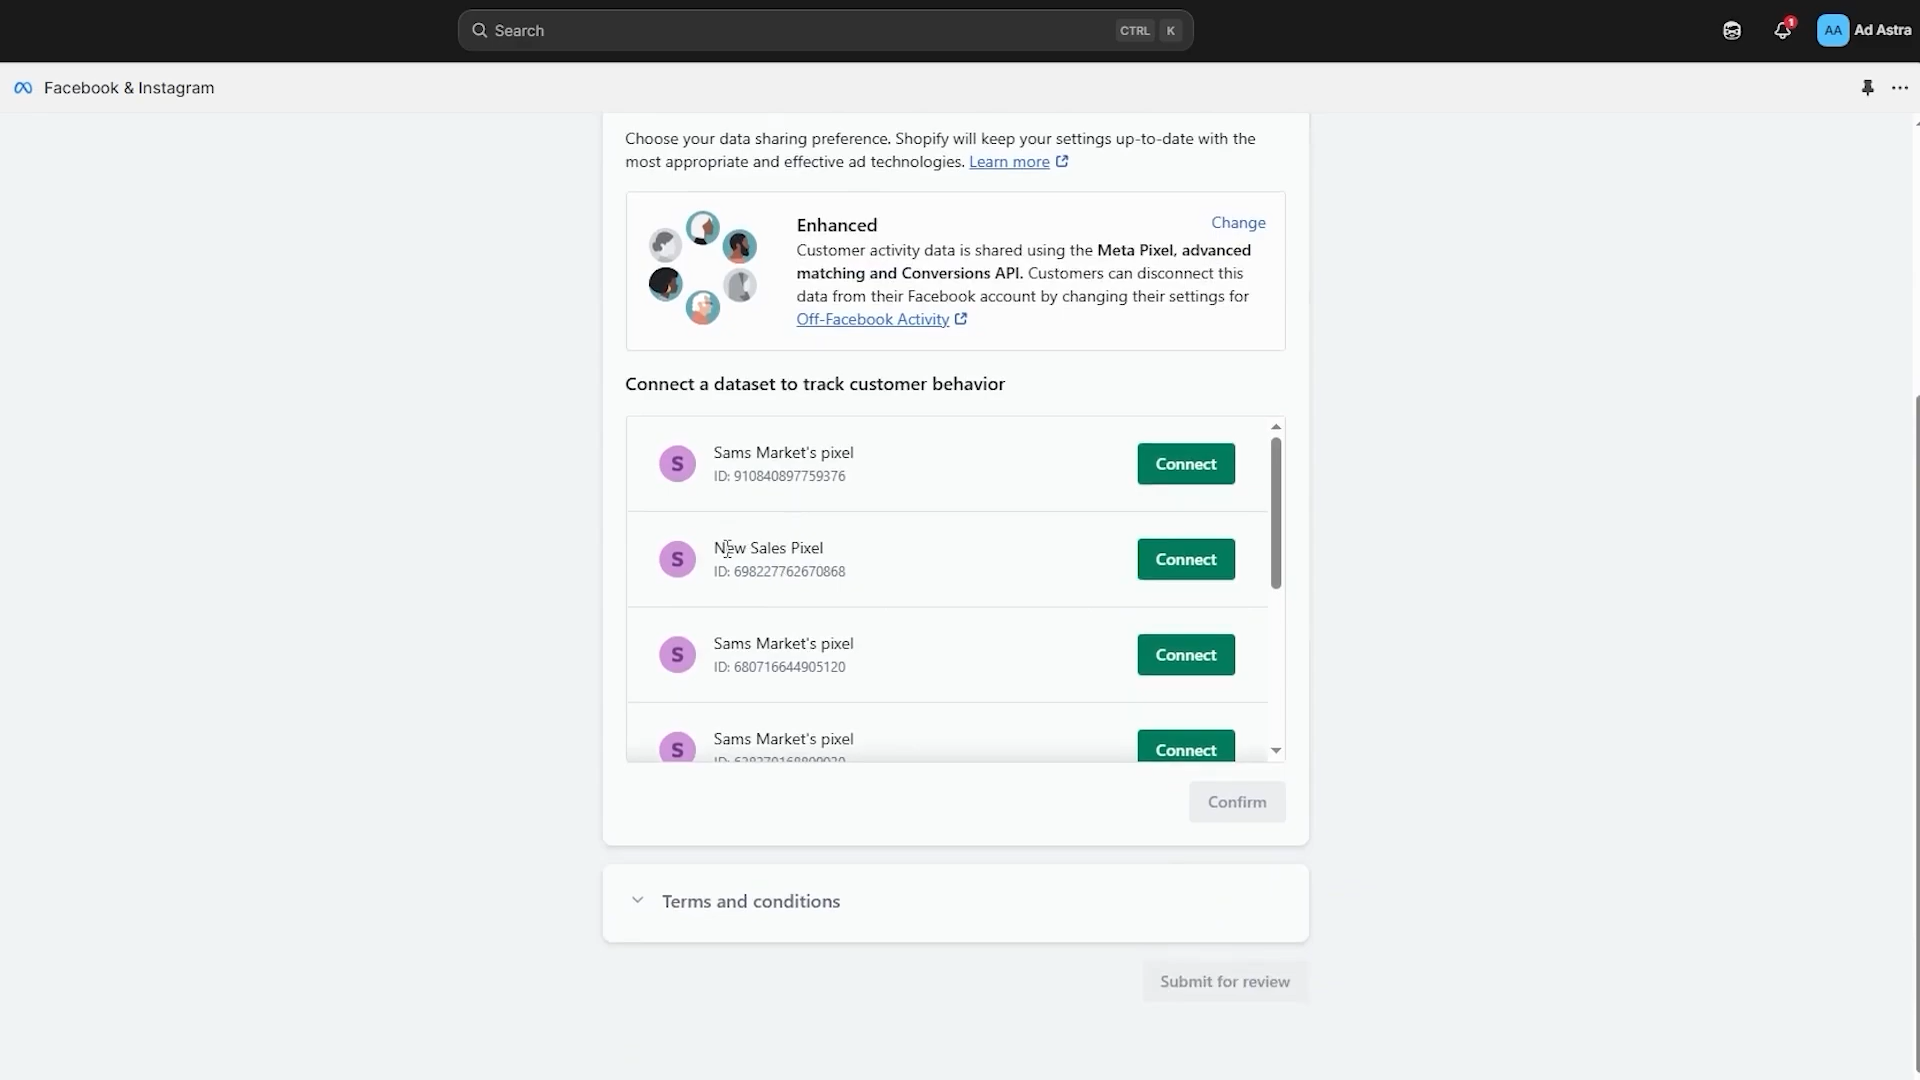 Search
CTRL K
1
AA Ad Astra
Facebook & Instagram
Choose your data sharing preference. Shopify will keep your settings up-to-date with the
most appropriate and effective ad technologies. Learn more
Enhanced
Change
Customer activity data is shared using the Meta Pixel, advanced
matching and Conversions API. Customers can disconnect this
data from their Facebook account by changing their settings for
Off-Facebook Activity
Connect a dataset to track customer behavior
S
Sams Market's pixel
ID: 910840897759376
Connect
S
New Sales Pixel
ID: 698227762670868
Connect
S
Sams Market's pixel
ID: 680716644905120
Connect
S
Sams Market's pixel
Connect
Confirm
Terms and conditions
Submit for review